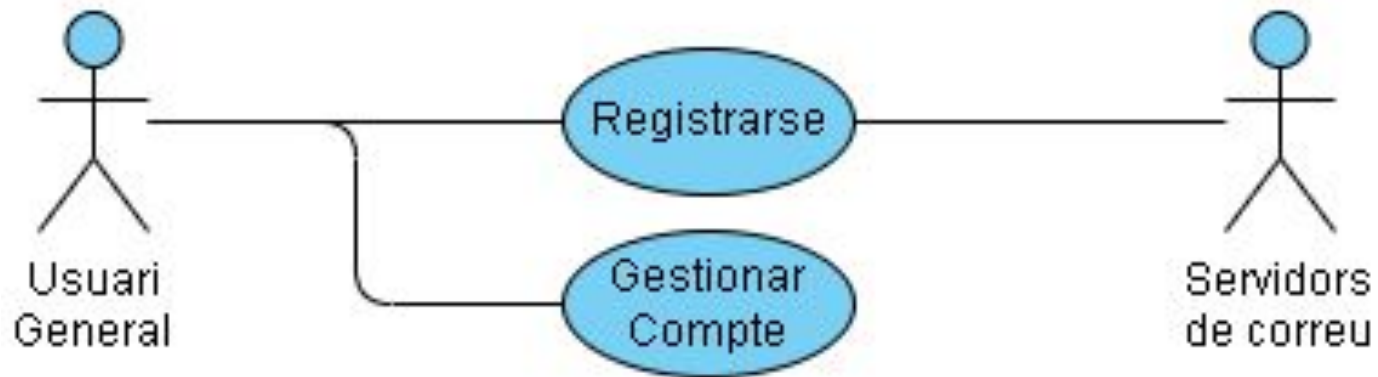 Registrarse
Usuari
General
Gestionar
Compte
Servidors
de correu